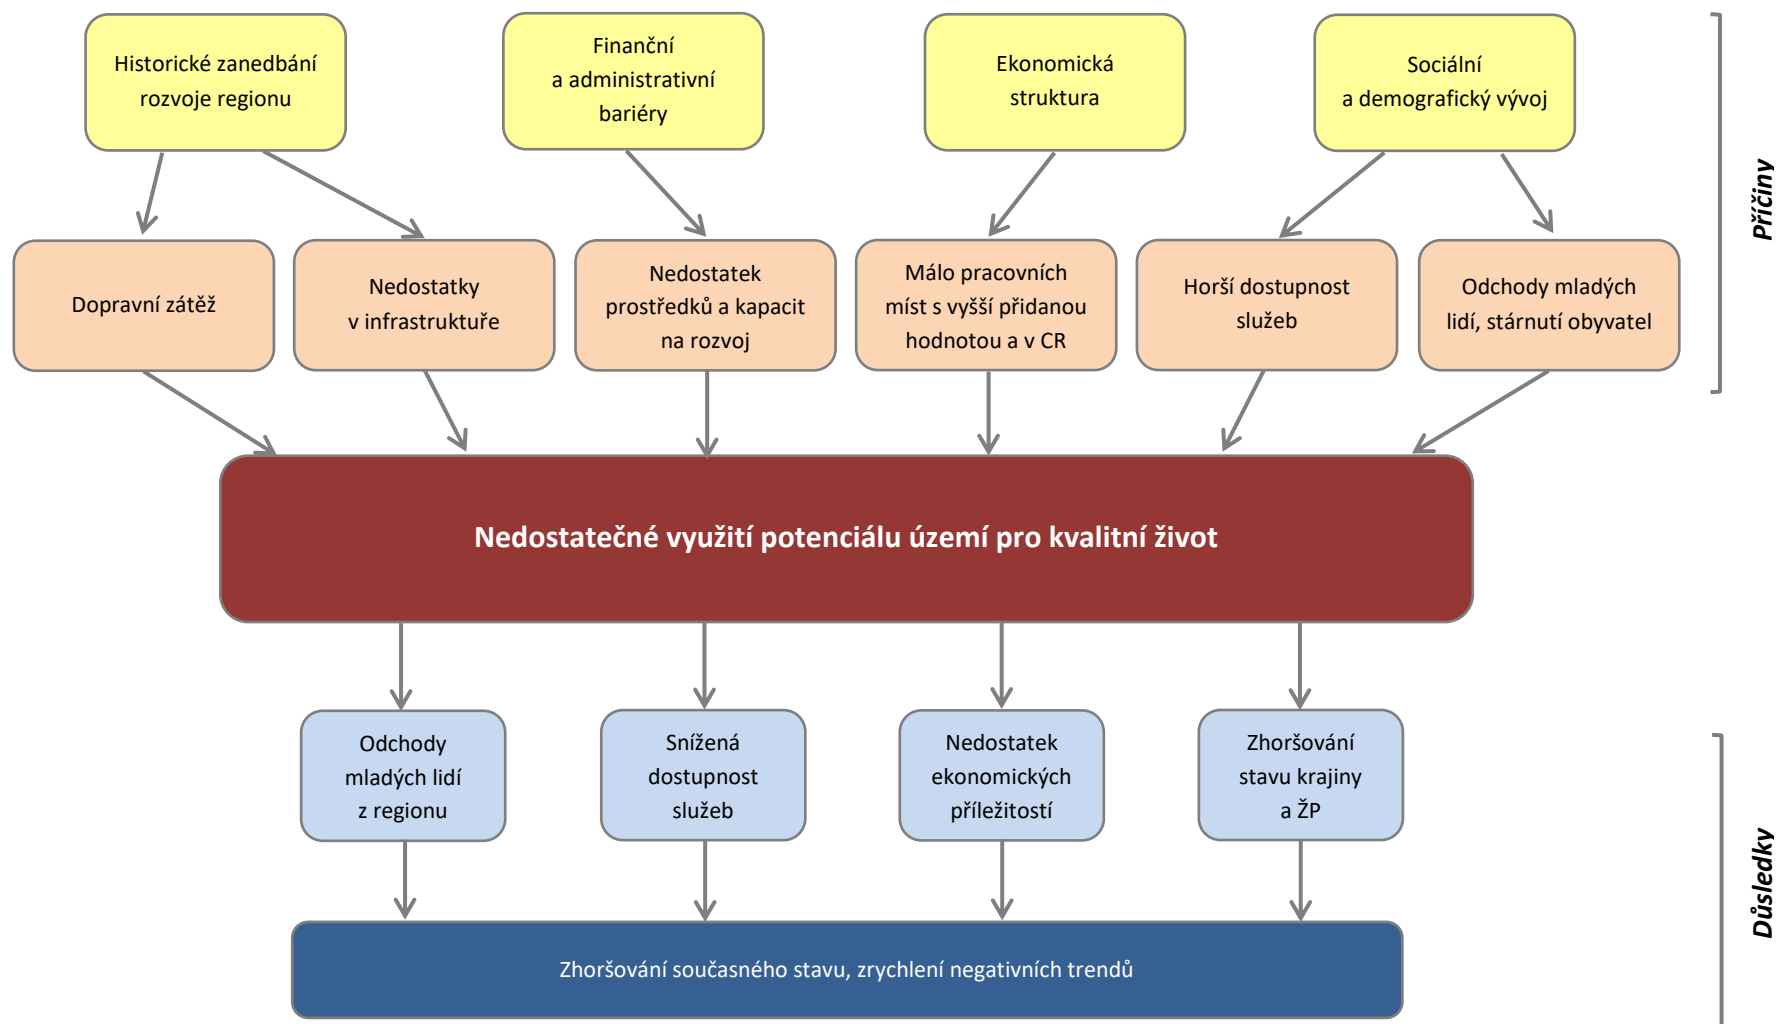 Historické zanedbání
rozvoje regionu
Finanční
a administrativní
bariéry
Ekonomická
struktura
Sociální
a demografický vývoj
Příčiny
Dopravní zátěž
Nedostatky
v infrastruktuře
Nedostatek
prostředků a kapacit
na rozvoj
Málo pracovních
míst s vyšší přidanou
hodnotou a v CR
Horší dostupnost
služeb
Odchody mladých
lidí, stárnutí obyvatel
Nedostatečné využití potenciálu území pro kvalitní život
Odchody
mladých lidí
z regionu
Snížená
dostupnost
služeb
Nedostatek
ekonomických
příležitostí
Zhoršování
stavu krajiny
a ŽP
Důsledky
Zhoršování současného stavu, zrychlení negativních trendů